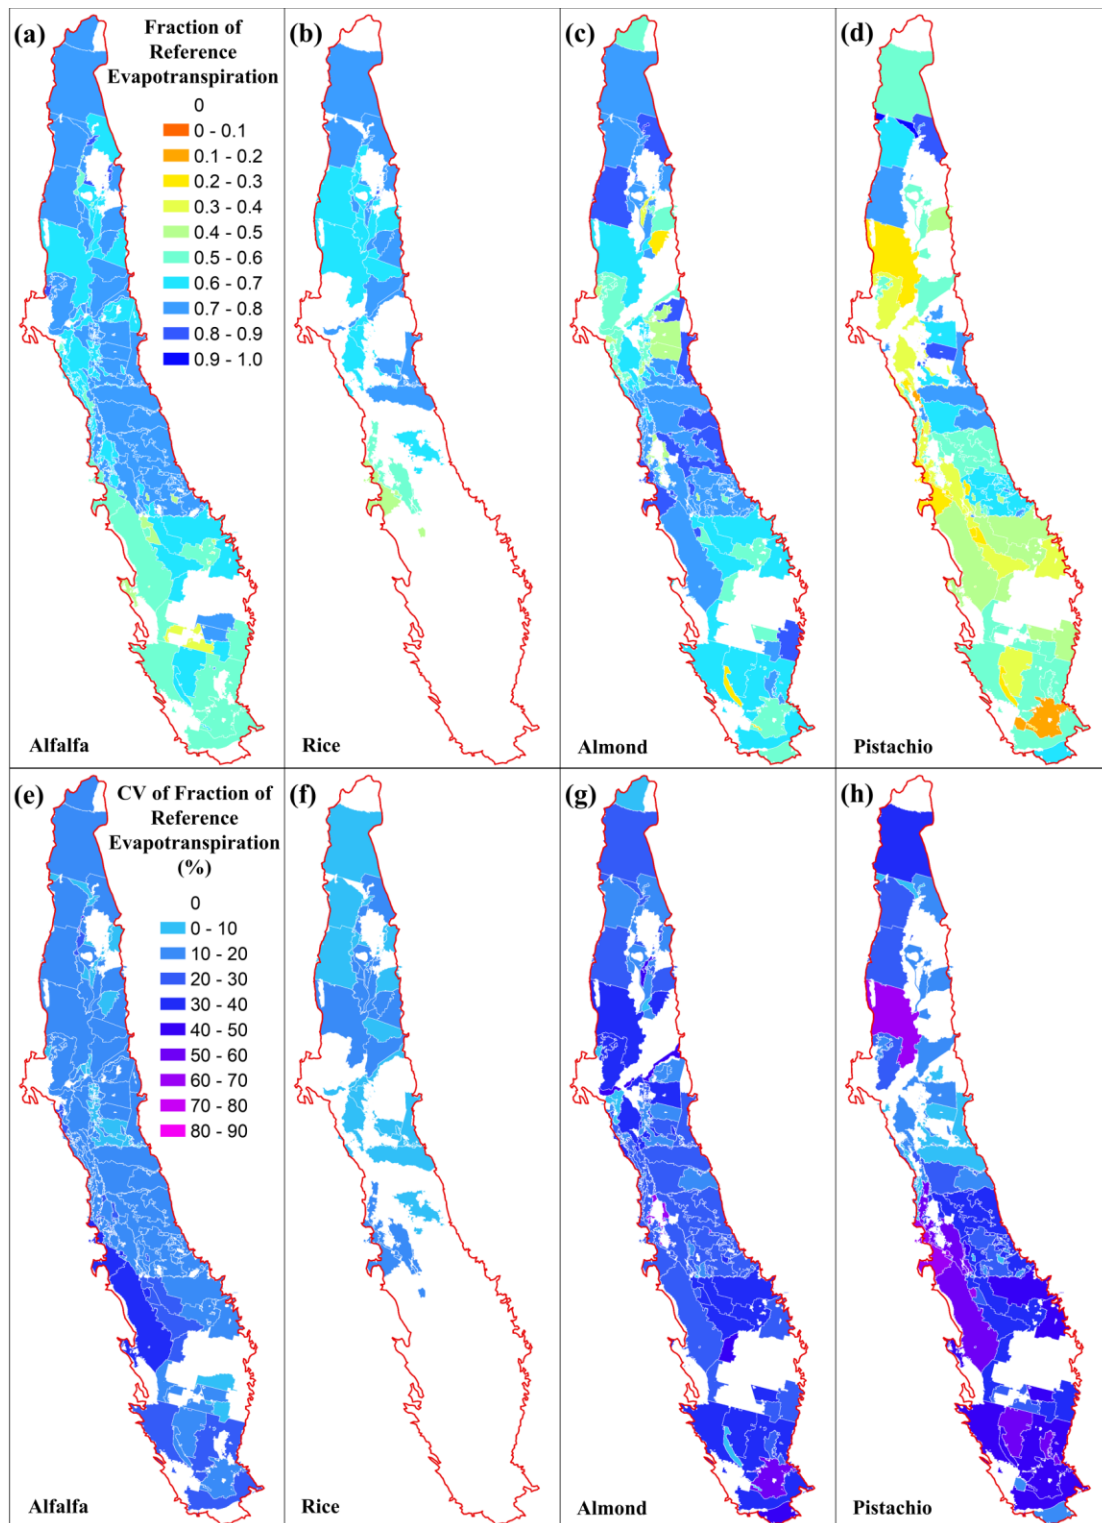 (a)
Fraction of
Reference
Evapotranspiration
0
0 - 0.1
0.1 - 0.2
0.2 - 0.3
0.3 - 0.4
0.4 - 0.5
0.5 - 0.6
0.6 - 0.7
0.7 - 0.8
0.8 - 0.9
0.9 - 1.0
Alfalfa
(b)
Rice
(c)
Almond
(d)
Pistachio
(e)
CV of Fraction of
Reference
Evapotranspiration
(%)
0
0 - 10
10 - 20
20 - 30
30 - 40
40 - 50
50 - 60
60 - 70
70 - 80
80 - 90
Alfalfa
(f)
Rice
(g)
Almond
(h)
Pistachio